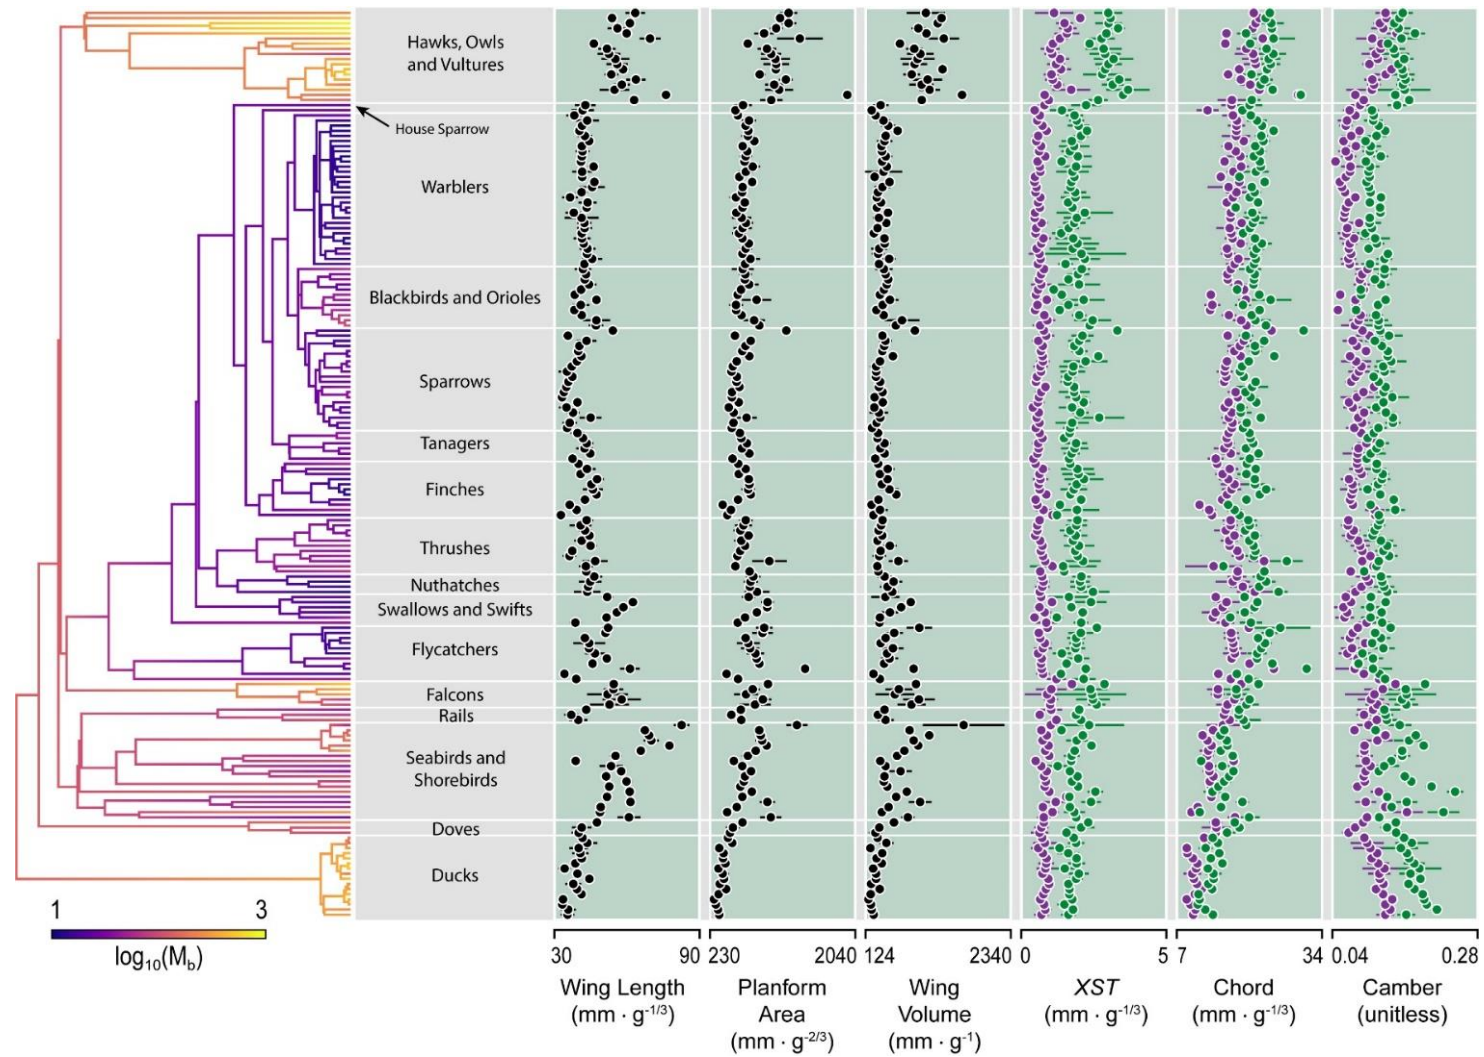 Hawks, Owls
and Vultures
House Sparrow
Warblers
Blackbirds and Orioles
Sparrows
Tanagers
Finches
Thrushes
Nuthatches
Swallows and Swifts
Flycatchers
Falcons
Rails
Seabirds and
Shorebirds
Doves
Ducks
1 3
log10(Mb)
30 90
Wing Length
(mm · g-1/3)
230 2040
Planform
Area
(mm · g-2/3)
124 2340
Wing
Volume
(mm · g-1)
0 5
XST
(mm · g-1/3)
7 34
Chord
(mm · g-1/3)
0.04 0.28
Camber
(unitless)